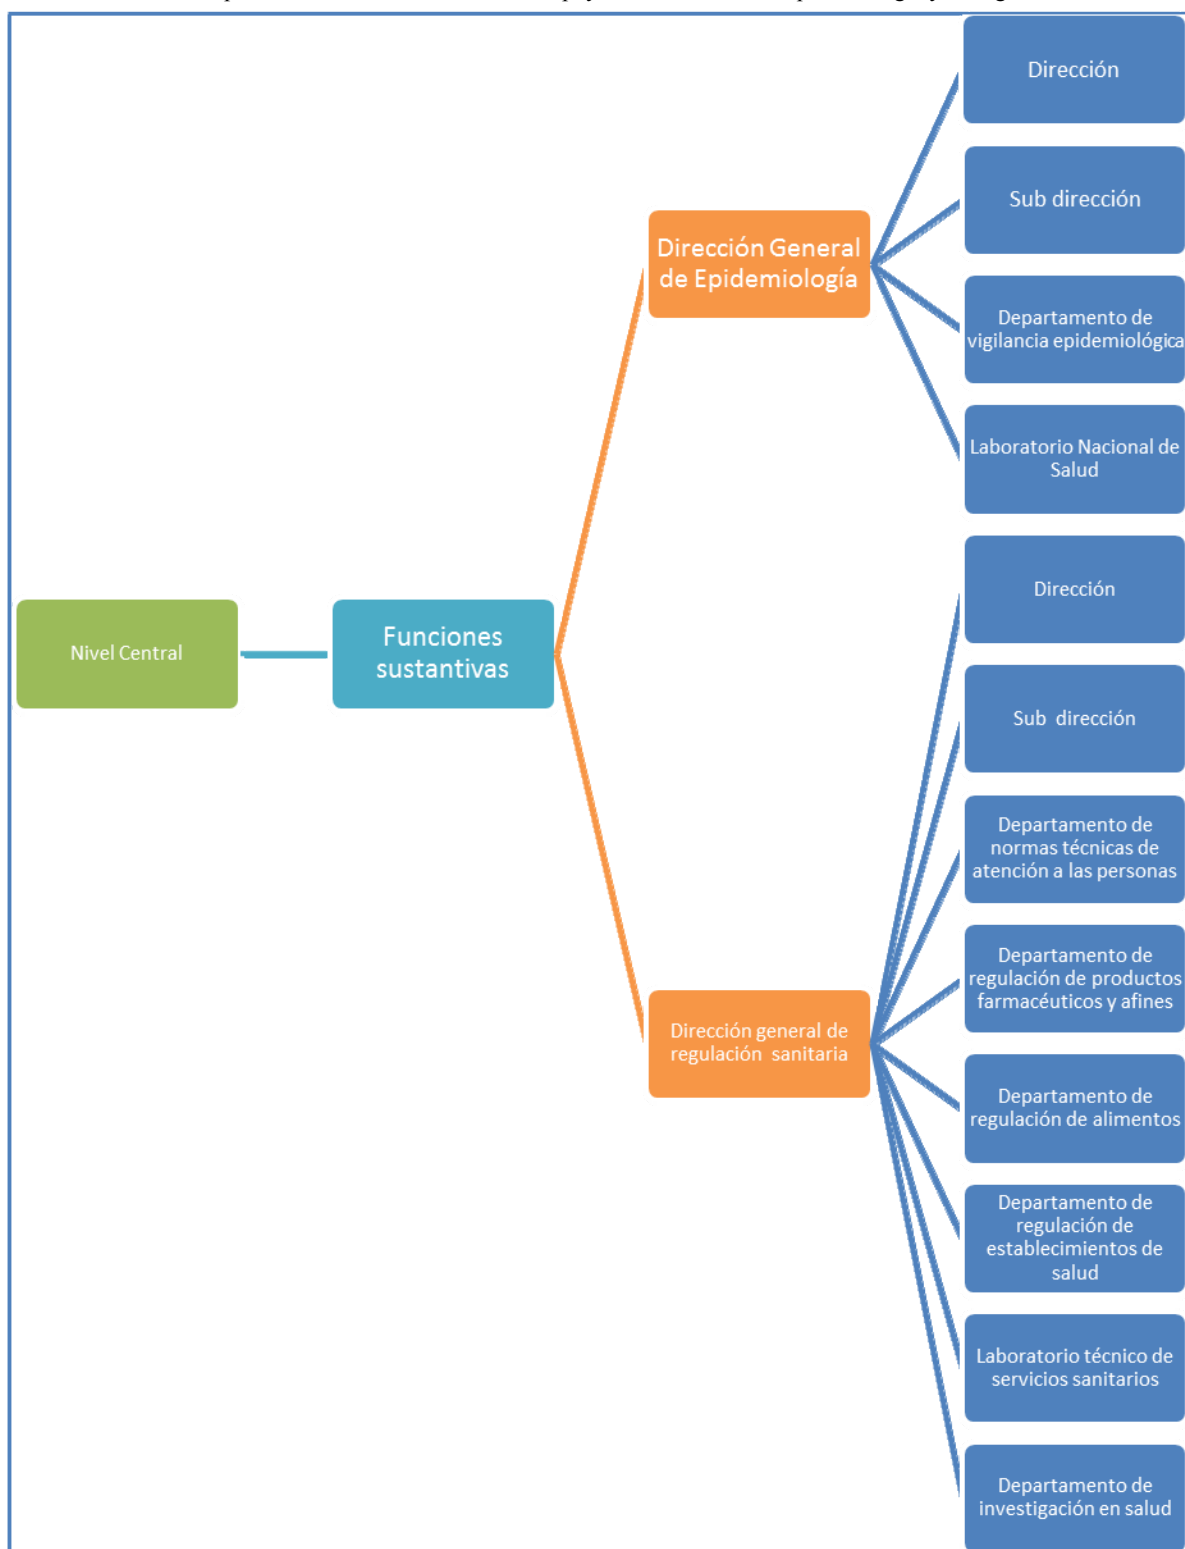 Dirección
Sub dirección
Dirección General
de Epidemiología
Departamento de
vigilancia epidemiológica
Laboratorio Nacional de
Salud
Nivel Central
Funciones
sustantivas
Dirección
Sub dirección
Departamento de
normas técnicas de
atención a las personas
Departamento de
regulación de productos
farmacéuticos y afines
Dirección general de
regulación sanitaria
Departamento de
regulación de alimentos
Departamento de
regulación de
establecimientos de
salud
Laboratorio técnico de
servicios sanitarios
Departamento de
investigación en salud